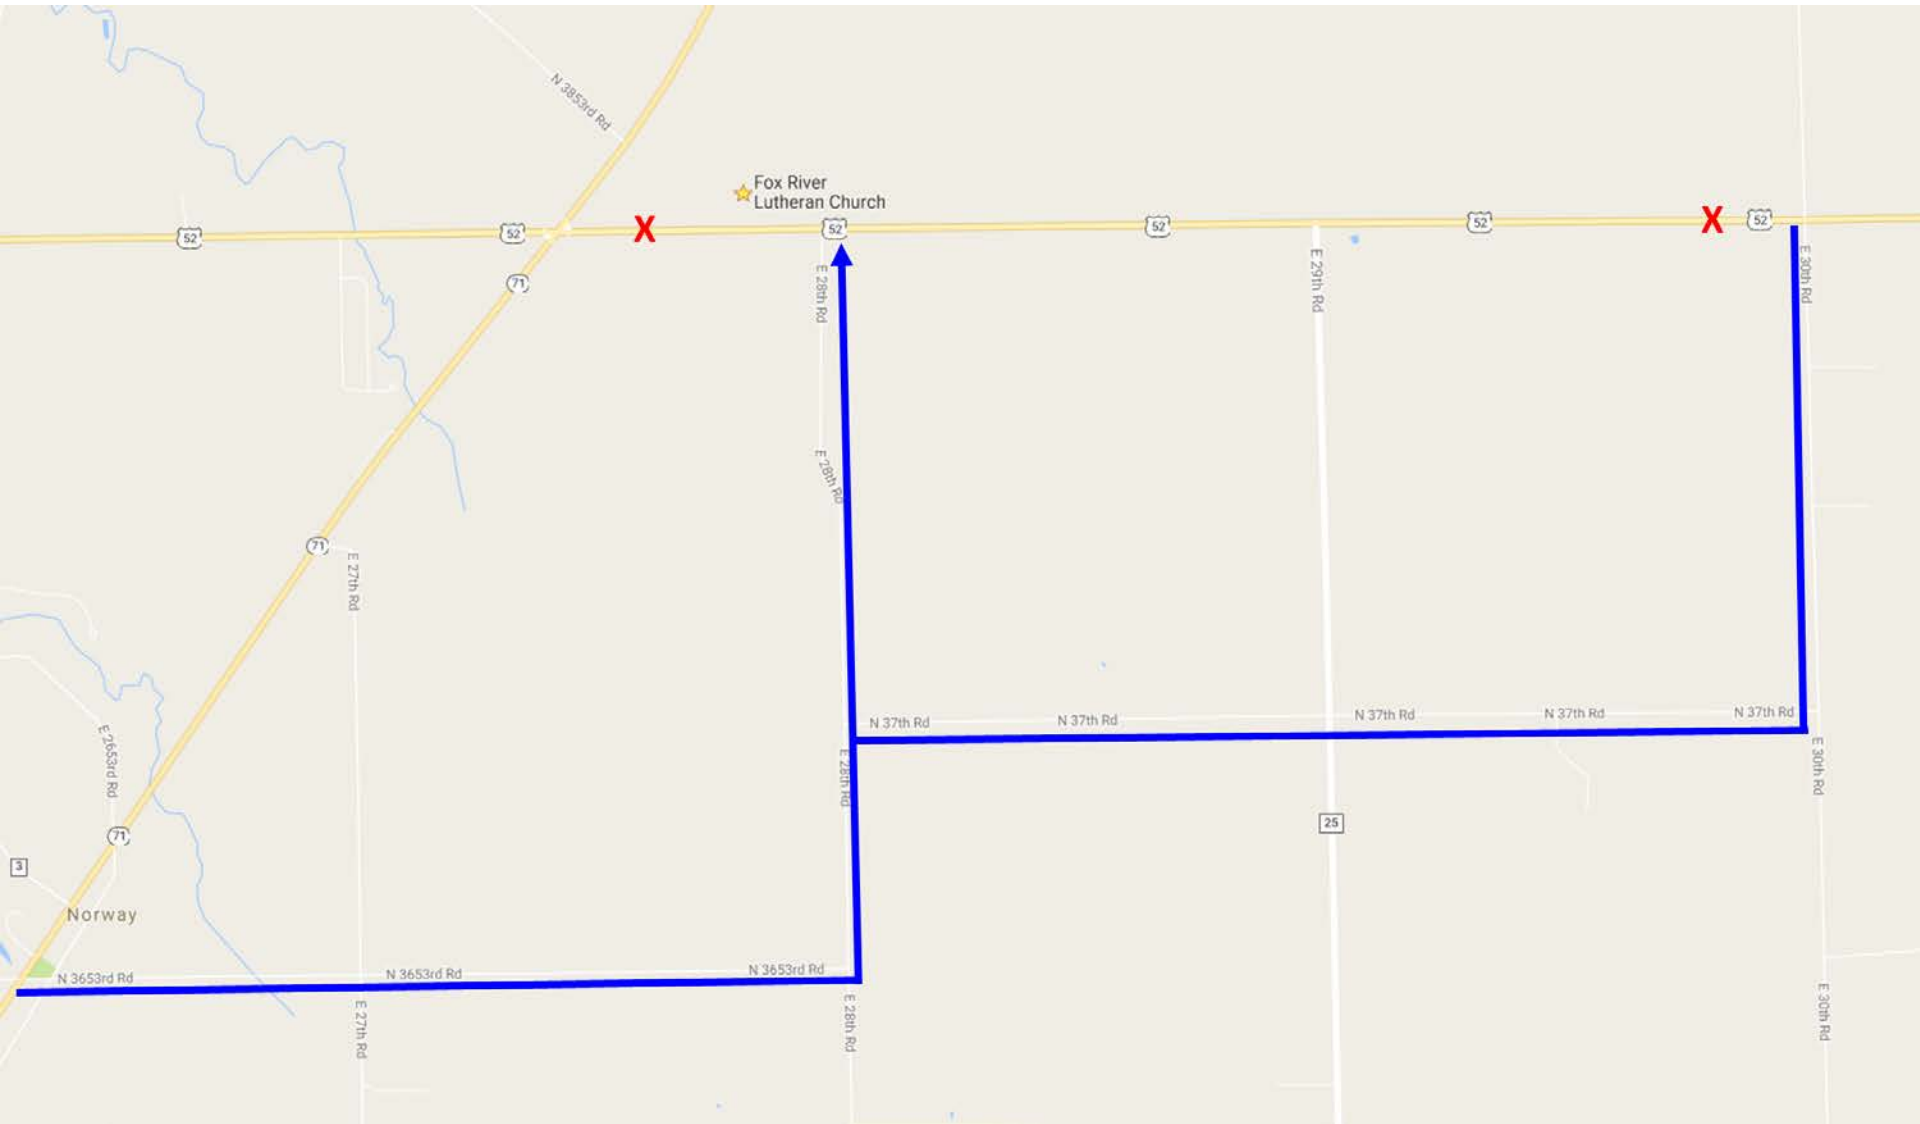 N 3853rd Rd
Fox River
Lutheran Church
X
X
52
52
52
52
52
52
71
E 28th Rd
E 29th Rd
E 30th Rd
E 28th Rd
71
E 27th Rd
N 37th Rd
N 37th Rd
N 37th Rd
N 37th Rd
N 37th Rd
E 2653rd Rd
E 28th Rd
E 30th Rd
71
25
3
Norway
N 3653rd Rd
N 3653rd Rd
N 3653rd Rd
E 27th Rd
E 28th Rd
E 30th Rd